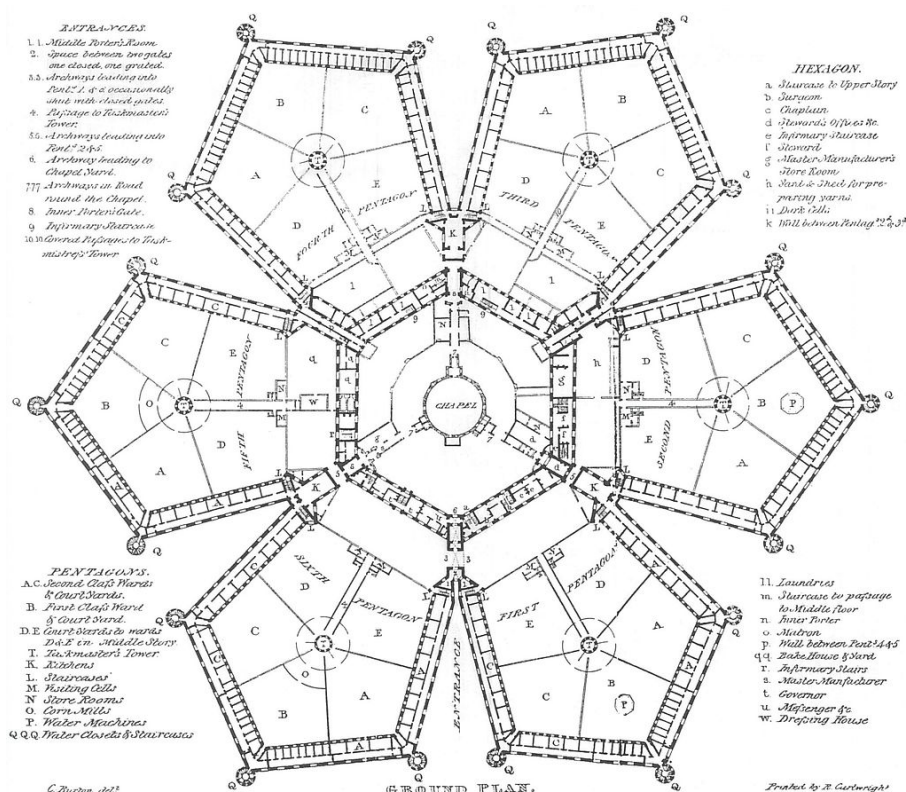 ENTRANCES.
1.1. Middle Porter's Room
2. Space between two gates
one closed, one grated.
3.3. Archways leading into
Pent.s 1. & 6 occasionally
shut with closed gates.
4. Passage to Taskmaster's
Tower.
5.5. Archways leading into
Pent.s 2 & 5.
6. Archway leading to
Chapel Yard.
777 Archways in Road
round the Chapel.
8. Inner Porter's Gate.
9 Infirmary Staircase
10.10 Covered Passages to Task-
mistress' Tower
HEXAGON.
a Staircase to Upper Story
b. Surgeon
c Chaplain
d Steward's Offices &c.
e Infirmary Staircase
f Steward
g Master Manufacturer's
Store Room
h & Shed for pre-
paring yarns.
ii Dark Cells
k Wall between Pentag.ns 2.d & 3.d
FOURTH PENTAGON
THIRD PENTAGON
FIFTH PENTAGON
SECOND PENTAGON
SIXTH PENTAGON
FIRST PENTAGON
CHAPEL
ENTRANCE
PENTAGONS.
A.C. Second Claſs Wards
& Court Yards.
B. First Claſs Ward
& Court Yard.
D.E Court Yards to wards
D & E in Middle Story
T. Taskmaster's Tower
K Kitchens
L. Staircases
M. Visiting Cells
N Store Rooms
O. Corn Mills
P. Water Machines
Q.Q.Q. Water Closets & Staircases
ll. Laundries
m. Staircase to paſsage
to Middle floor
n Inner Porter
o. Matron
p. Wall between Pent.s 4 & 5
qq Bake House & Yard
r. Infirmary Stairs
s. Master Manufacturer
t. Governor
u Meſsenger &c
w. Dreſsing House
GROUND PLAN.
C. Burton del.t
Printed by R. Cartwright